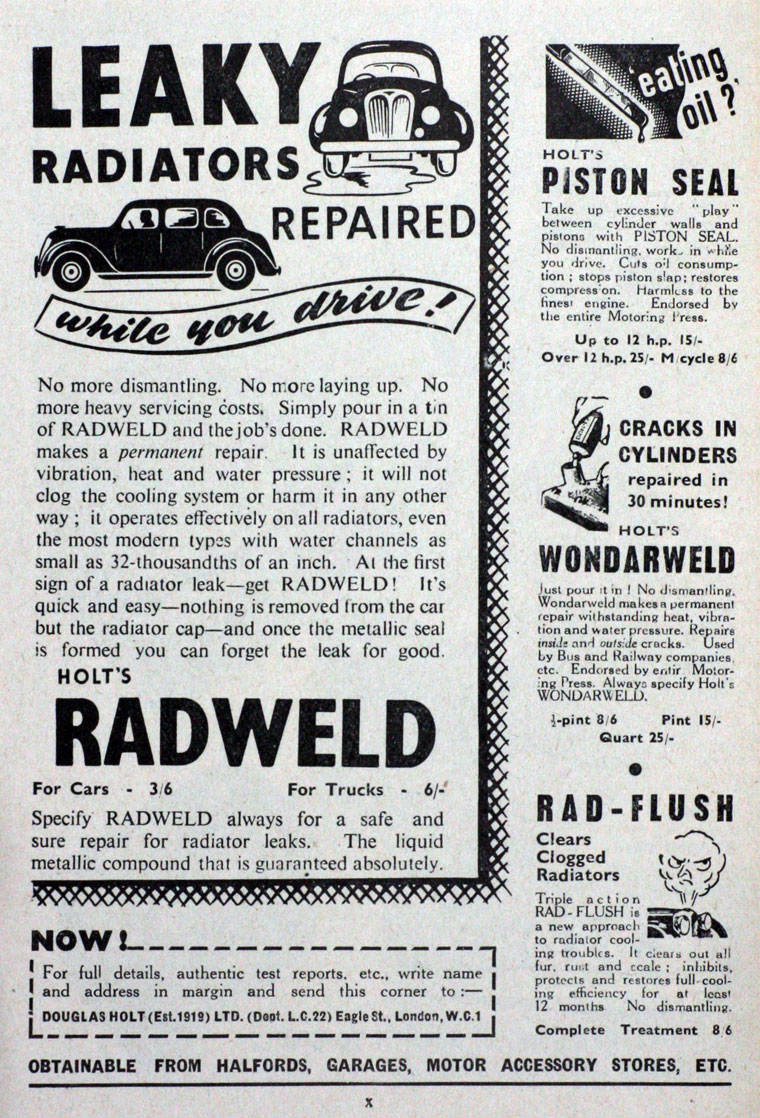 LEAKY
RADIATORS
REPAIRED
while you drive!
No more dismantling. No more laying up. No
more heavy servicing costs. Simply pour in a tin
of RADWELD and the job's done. RADWELD
makes a permanent repair. It is unaffected by
vibration, heat and water pressure; it will not
clog the cooling system or harm it in any other
way; it operates effectively on all radiators, even
the most modern types with water channels as
small as 32-thousandths of an inch. At the first
sign of a radiator leak—get RADWELD! It's
quick and easy—nothing is removed from the car
but the radiator cap—and once the metallic seal
is formed you can forget the leak for good.
HOLT'S
RADWELD
For Cars - 3/6 For Trucks - 6/-
Specify RADWELD always for a safe and
sure repair for radiator leaks. The liquid
metallic compound that is guaranteed absolutely.
NOW!
For full details, authentic test reports, etc., write name
and address in margin and send this corner to :—
DOUGLAS HOLT (Est.1919) LTD. (Dept. L.C.22) Eagle St., London, W.C.1
'eating
oil?'
HOLT'S
PISTON SEAL
Take up excessive "play"
between cylinder walls and
pistons with PISTON SEAL.
No dismantling, works in while
you drive. Cuts oil consump-
tion; stops piston slap; restores
compression. Harmless to the
finest engine. Endorsed by
the entire Motoring Press.
Up to 12 h.p. 15/-
Over 12 h.p. 25/- M/cycle 8/6
CRACKS IN
CYLINDERS
repaired in
30 minutes!
HOLT'S
WONDARWELD
Just pour it in! No dismantling.
Wondarweld makes a permanent
repair withstanding heat, vibra-
tion and water pressure. Repairs
inside and outside cracks. Used
by Bus and Railway companies,
etc. Endorsed by entir Motor-
ing Press. Always specify Holt's
WONDARWELD.
½-pint 8/6 Pint 15/-
Quart 25/-
RAD-FLUSH
Clears
Clogged
Radiators
Triple action
RAD-FLUSH is
a new approach
to radiator cool-
ing troubles. It clears out all
fur, rust and scale; inhibits,
protects and restores full-cool-
ing efficiency for at least
12 months. No dismantling.
Complete Treatment 8/6
OBTAINABLE FROM HALFORDS, GARAGES, MOTOR ACCESSORY STORES, ETC.
x